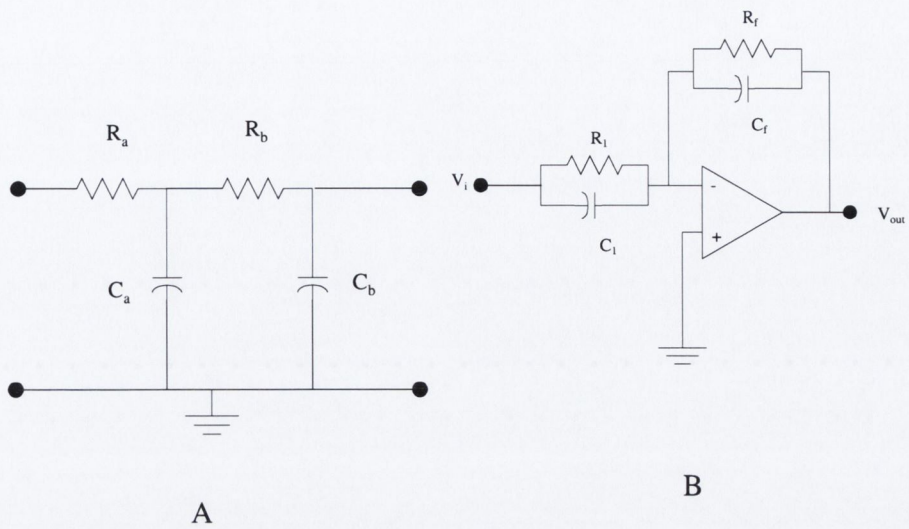 R_a
R_b
C_a
C_b
A
R_f
C_f
R_1
C_1
V_i
-
+
V_out
B